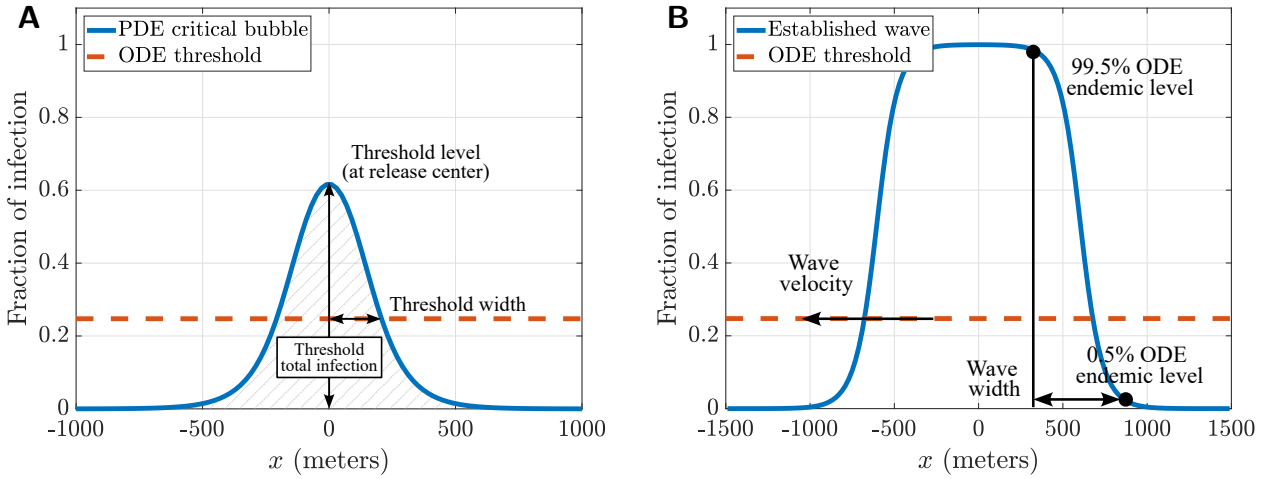 A
PDE critical bubble
ODE threshold
Fraction of infection
1
0.8
0.6
0.4
0.2
0
Threshold level
(at release center)
Threshold width
Threshold
total infection
-1000
-500
0
500
1000
x (meters)
B
Established wave
ODE threshold
Fraction of infection
1
0.8
0.6
0.4
0.2
0
99.5% ODE
endemic level
Wave
velocity
0.5% ODE
endemic level
Wave
width
-1500
-1000
-500
0
500
1000
1500
x (meters)